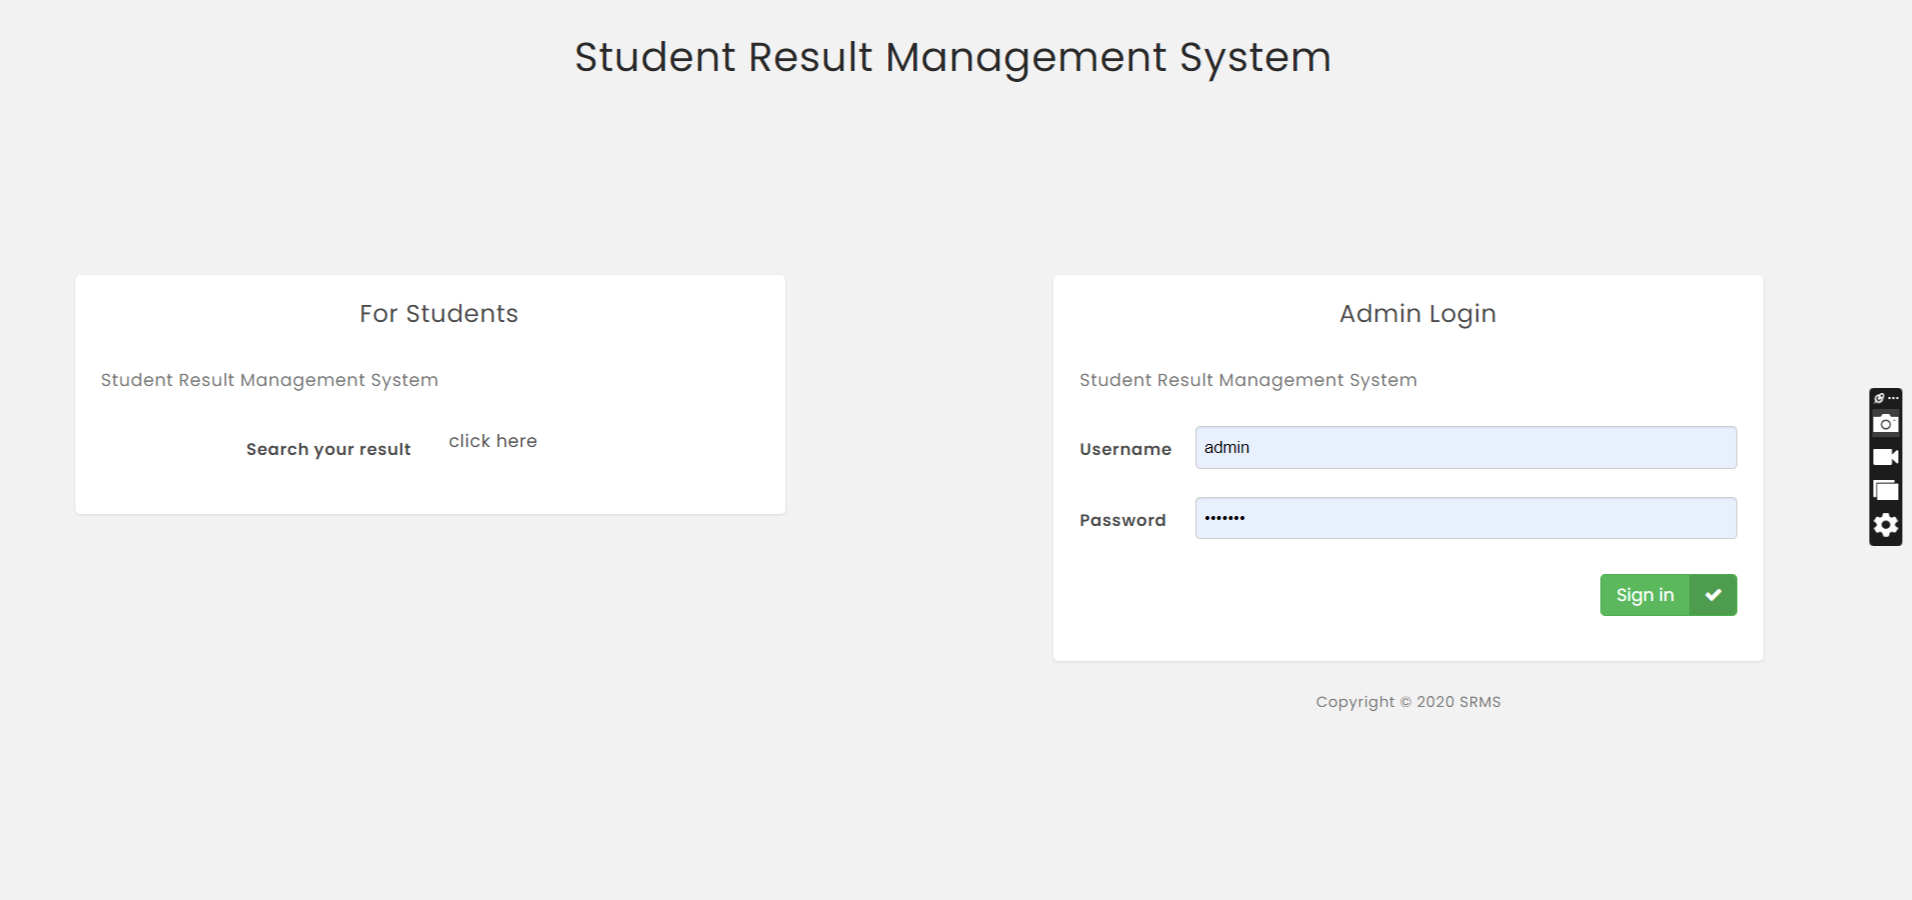 Student Result Management System
For Students
Student Result Management System
Search your result
click here
Admin Login
Student Result Management System
Username
admin
Password
•••••••
Sign in
Copyright © 2020 SRMS